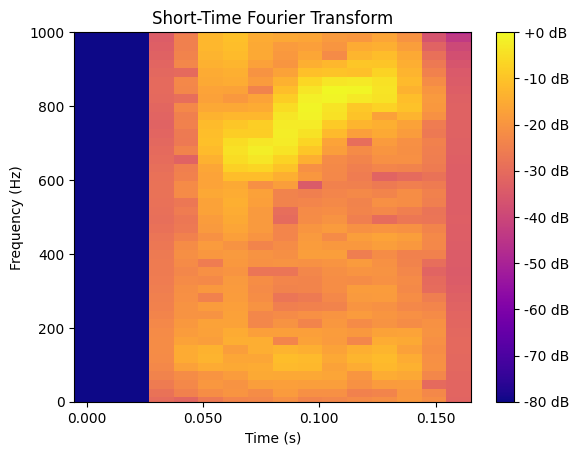 Short-Time Fourier Transform
1000
800
600
400
200
0
Frequency (Hz)
0.000
0.050
0.100
0.150
Time (s)
+0 dB
-10 dB
-20 dB
-30 dB
-40 dB
-50 dB
-60 dB
-70 dB
-80 dB